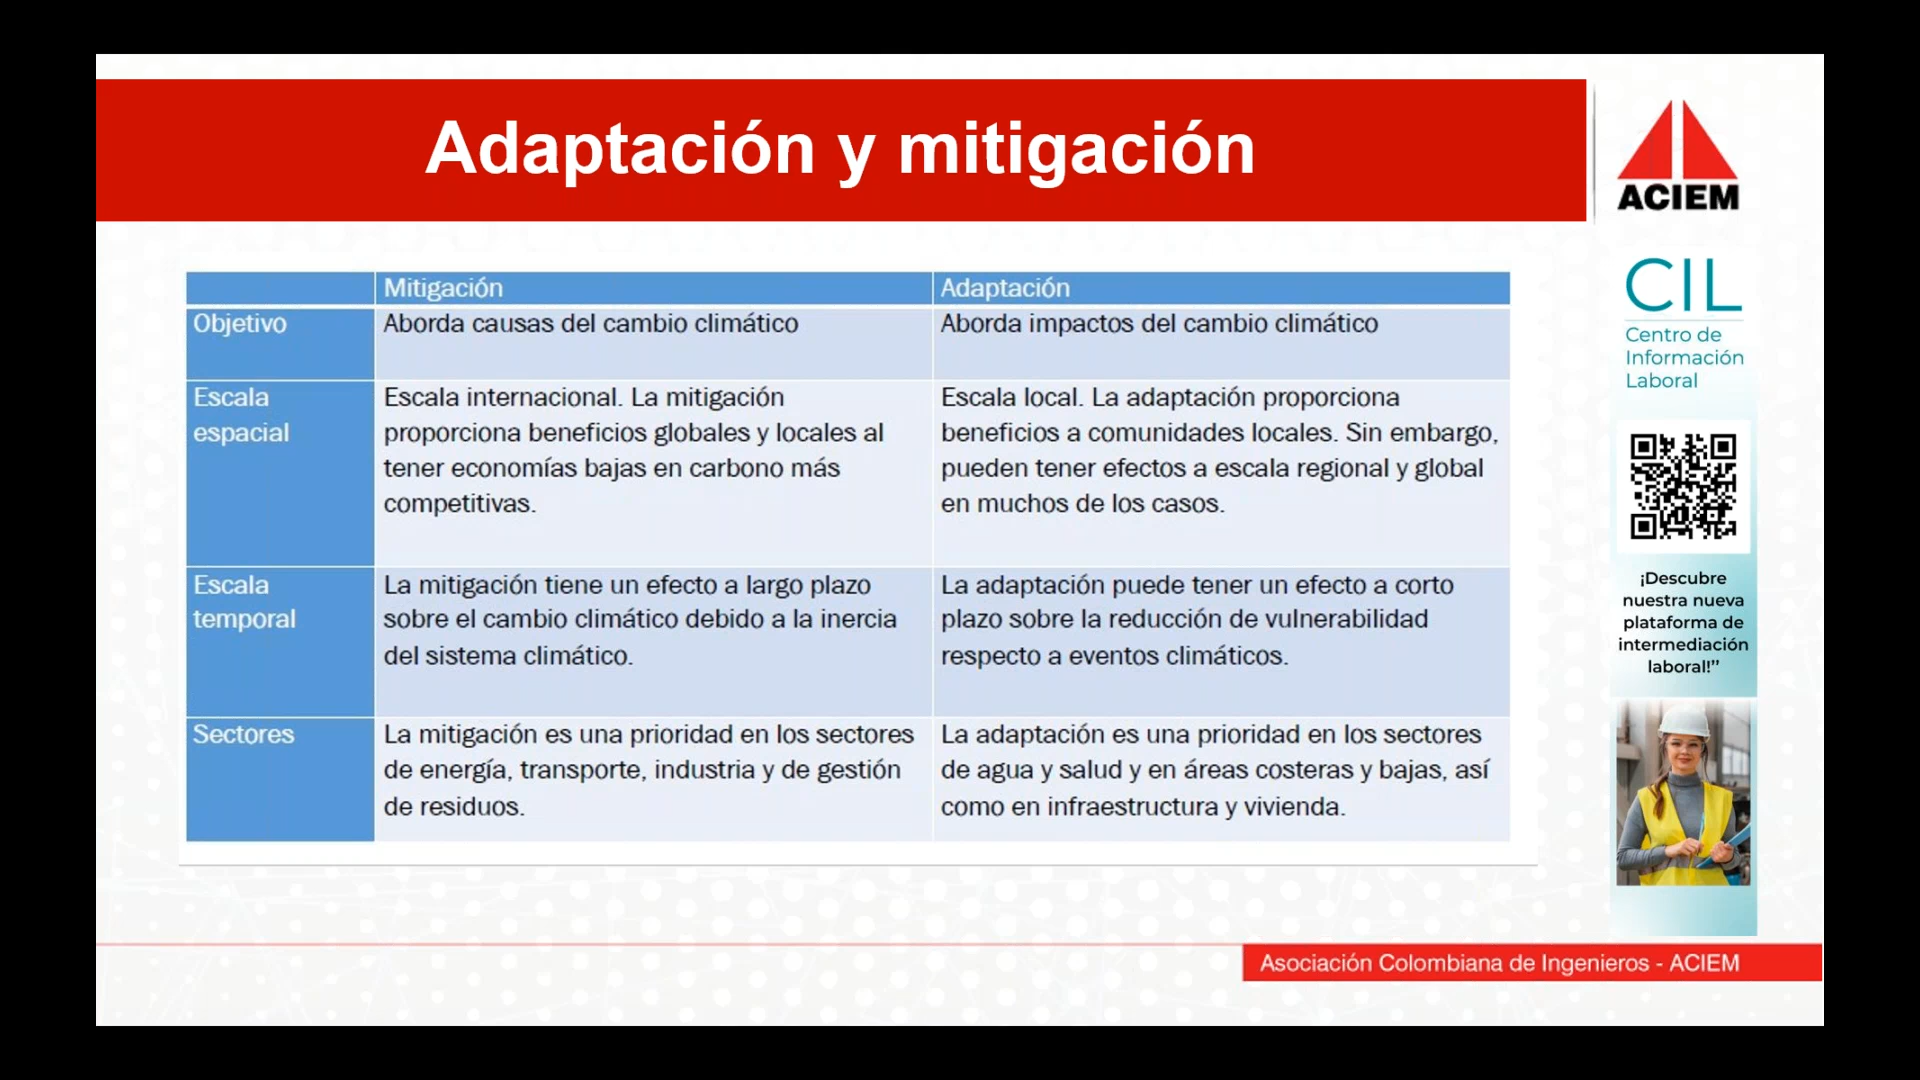 Adaptación y mitigación
ACIEM
Mitigación
Adaptación
Objetivo
Aborda causas del cambio climático
Aborda impactos del cambio climático
Escala
espacial
Escala internacional. La mitigación
proporciona beneficios globales y locales al
tener economías bajas en carbono más
competitivas.
Escala local. La adaptación proporciona
beneficios a comunidades locales. Sin embargo,
pueden tener efectos a escala regional y global
en muchos de los casos.
Escala
temporal
La mitigación tiene un efecto a largo plazo
sobre el cambio climático debido a la inercia
del sistema climático.
La adaptación puede tener un efecto a corto
plazo sobre la reducción de vulnerabilidad
respecto a eventos climáticos.
Sectores
La mitigación es una prioridad en los sectores
de energía, transporte, industria y de gestión
de residuos.
La adaptación es una prioridad en los sectores
de agua y salud y en áreas costeras y bajas, así
como en infraestructura y vivienda.
CIL
Centro de
Información
Laboral
¡Descubre
nuestra nueva
plataforma de
intermediación
laboral!”
Asociación Colombiana de Ingenieros - ACIEM